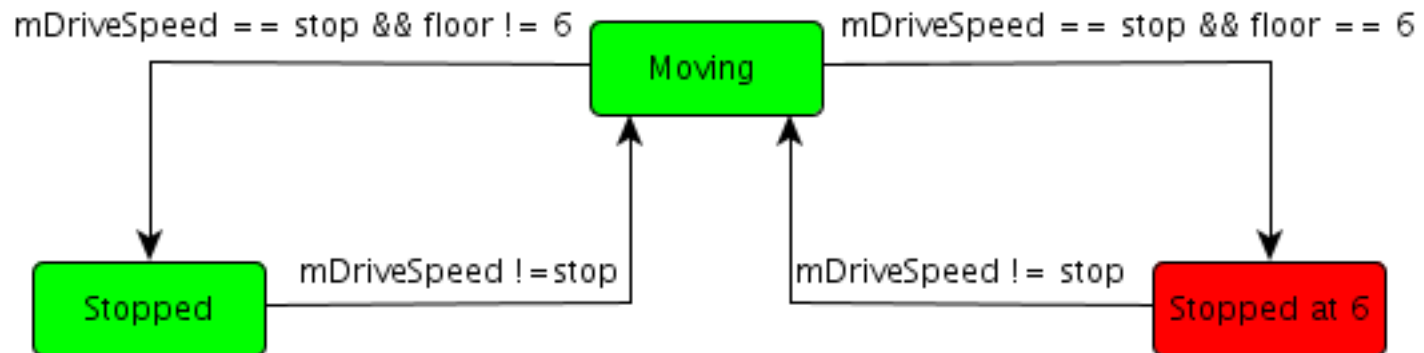 mDriveSpeed == stop && floor != 6
mDriveSpeed == stop && floor == 6
Moving
mDriveSpeed !=stop
mDriveSpeed != stop
Stopped
Stopped at 6